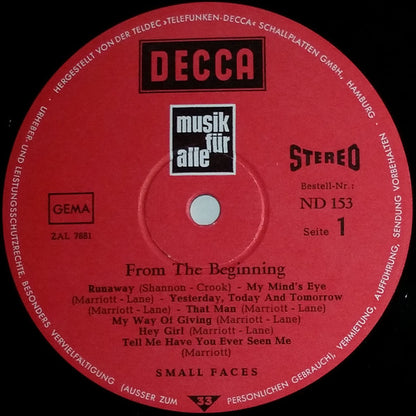 HERGESTELLT VON DER TELDEC »TELEFUNKEN-DECCA« SCHALLPLATTEN GMBH., HAMBURG
URHEBER- UND LEISTUNGSSCHUTZRECHTE BESONDERS VORBEHALTEN
VERVIELFÄLTIGUNG (AUSSER ZUM PERSÖNLICHEN GEBRAUCH), VERMIETUNG, AUFFÜHRUNG, SENDUNG VORBEHALTEN
DECCA
musik
für
alle
STEREO
Bestell-Nr.:
ND 153
Seite 1
GEMA
ZAL 7881
From The Beginning
Runaway (Shannon - Crook) - My Mind's Eye
(Marriott - Lane) - Yesterday, Today And Tomorrow
(Marriott - Lane) - That Man (Marriott - Lane)
My Way Of Giving (Marriott - Lane)
Hey Girl (Marriott - Lane)
Tell Me Have You Ever Seen Me
(Marriott)
SMALL FACES
33